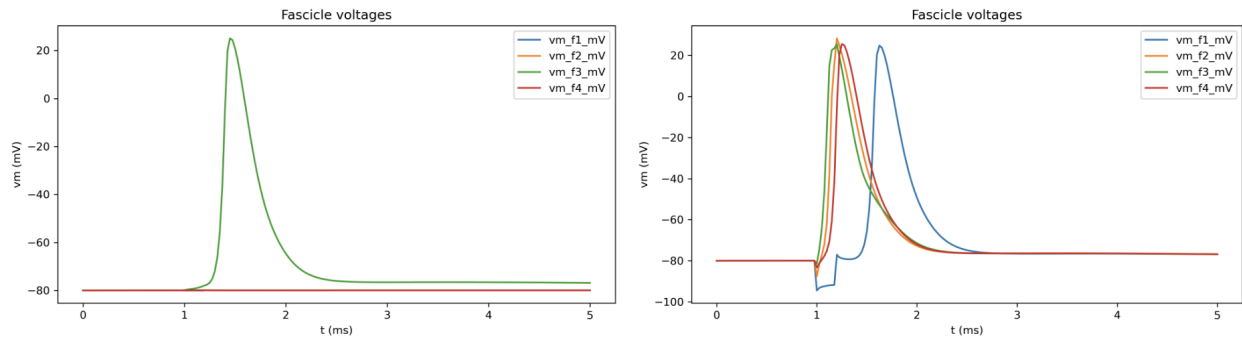 Fascicle voltages
vm_f1_mV
vm_f2_mV
vm_f3_mV
vm_f4_mV
20
0
−20
−40
−60
−80
vm (mV)
0
1
2
3
4
5
t (ms)
Fascicle voltages
vm_f1_mV
vm_f2_mV
vm_f3_mV
vm_f4_mV
20
0
−20
−40
−60
−80
−100
vm (mV)
0
1
2
3
4
5
t (ms)